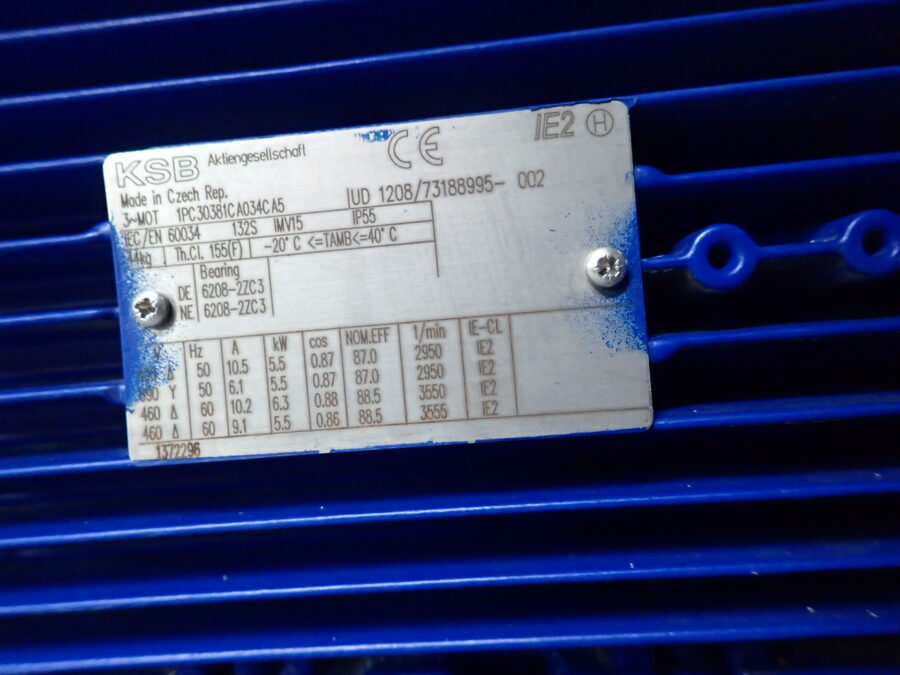 KSB Aktiengesellschaft CE IE2 H
Made in Czech Rep. IUD 1208/73188995- 002
3~MOT 1PC30381CA034CA5
IEC/EN 60034 132S IMV15 IP55
44kg Th.Cl. 155(F) -20°C <=TAMB<=40°C
Bearing
DE 6208-2ZC3
NE 6208-2ZC3
V Hz A kW cos NOM.EFF 1/min IE-CL
Δ 50 10.5 5.5 0.87 87.0 2950 IE2
690 Y 50 6.1 5.5 0.87 87.0 2950 IE2
460 Δ 60 10.2 6.3 0.88 88.5 3550 IE2
460 Δ 60 9.1 5.5 0.86 88.5 3555 IE2
1372296